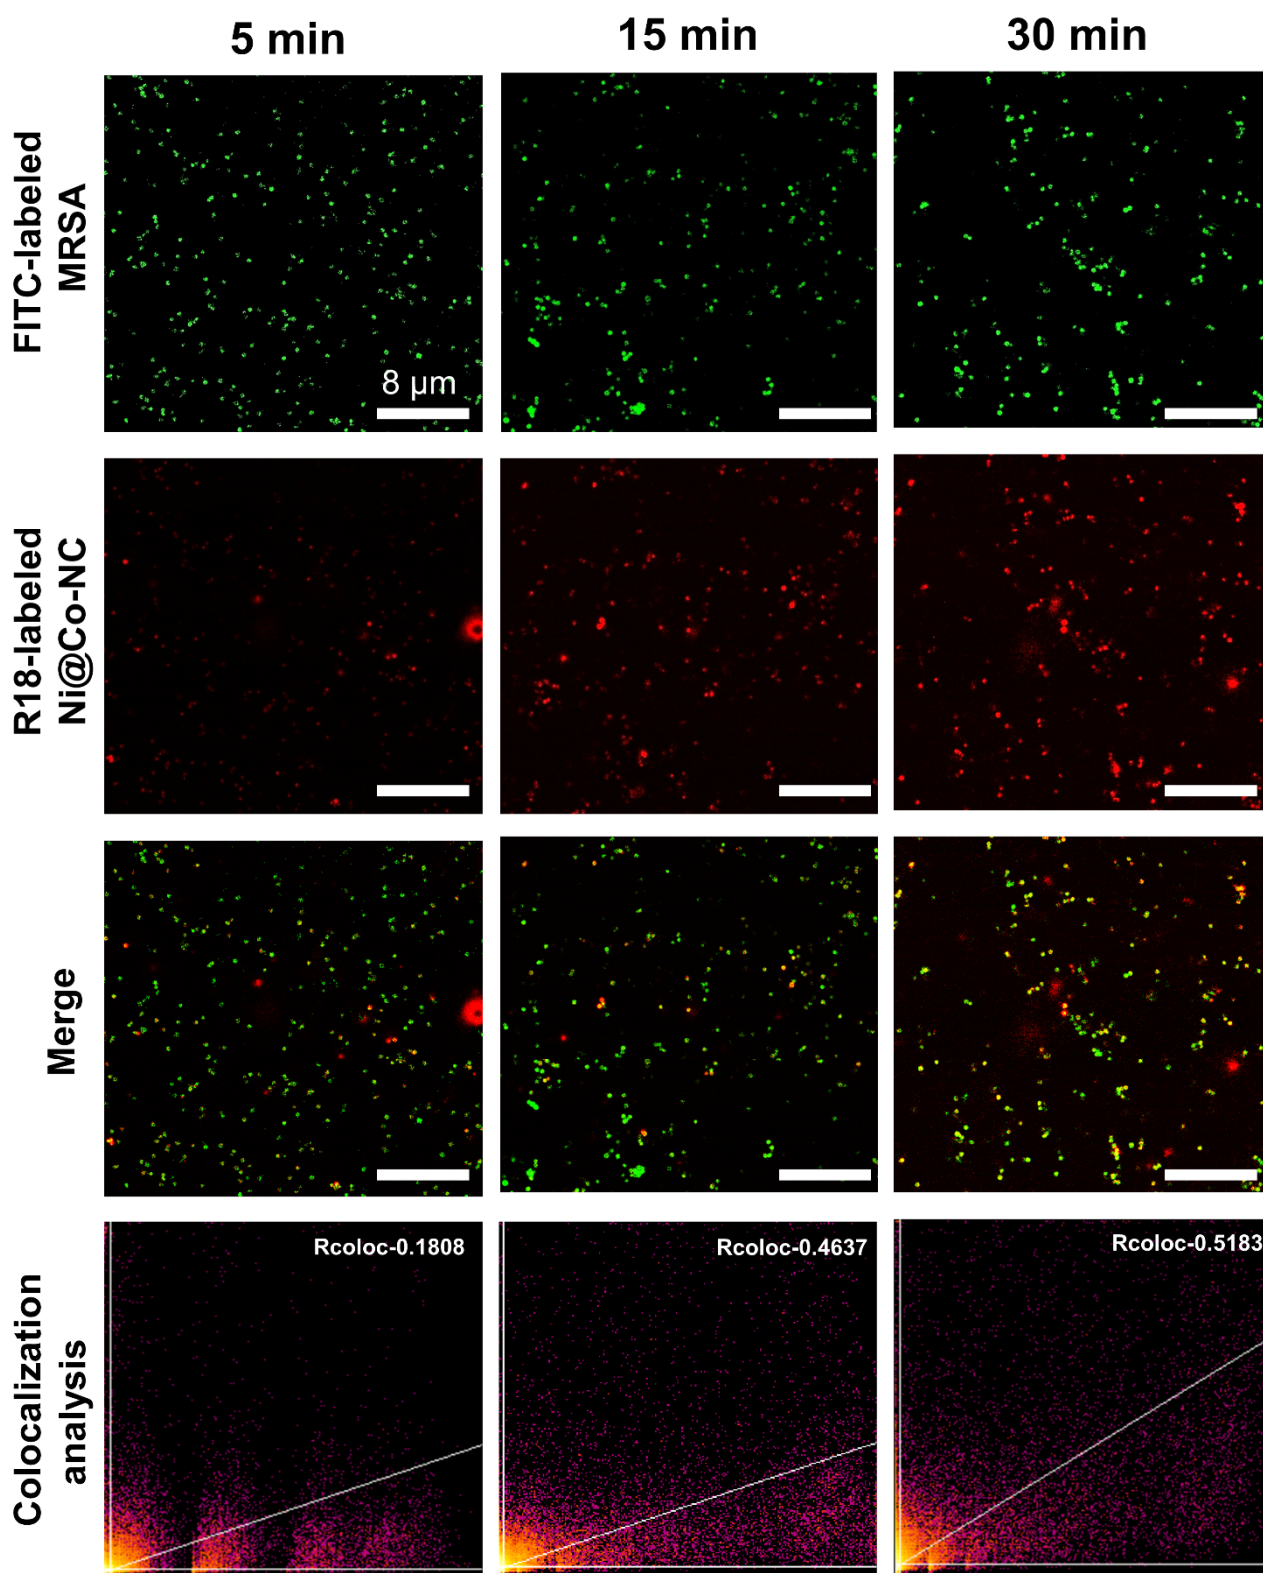 5 min
15 min
30 min
FITC-labeled
MRSA
8 µm
R18-labeled
Ni@Co-NC
Merge
Colocalization
analysis
Rcoloc-0.1808
Rcoloc-0.4637
Rcoloc-0.5183